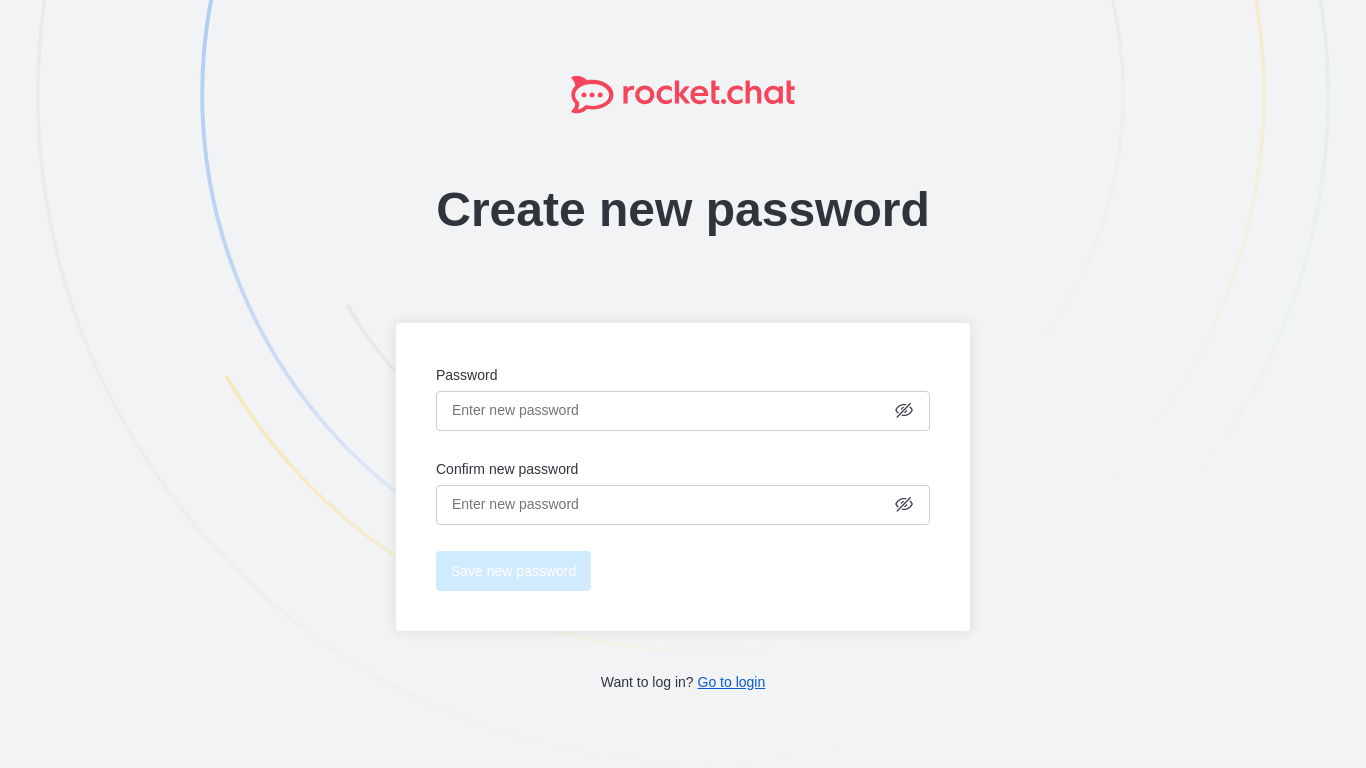 rocket.chat
Create new password
Password
Enter new password
Confirm new password
Enter new password
Save new password
Want to log in? Go to login